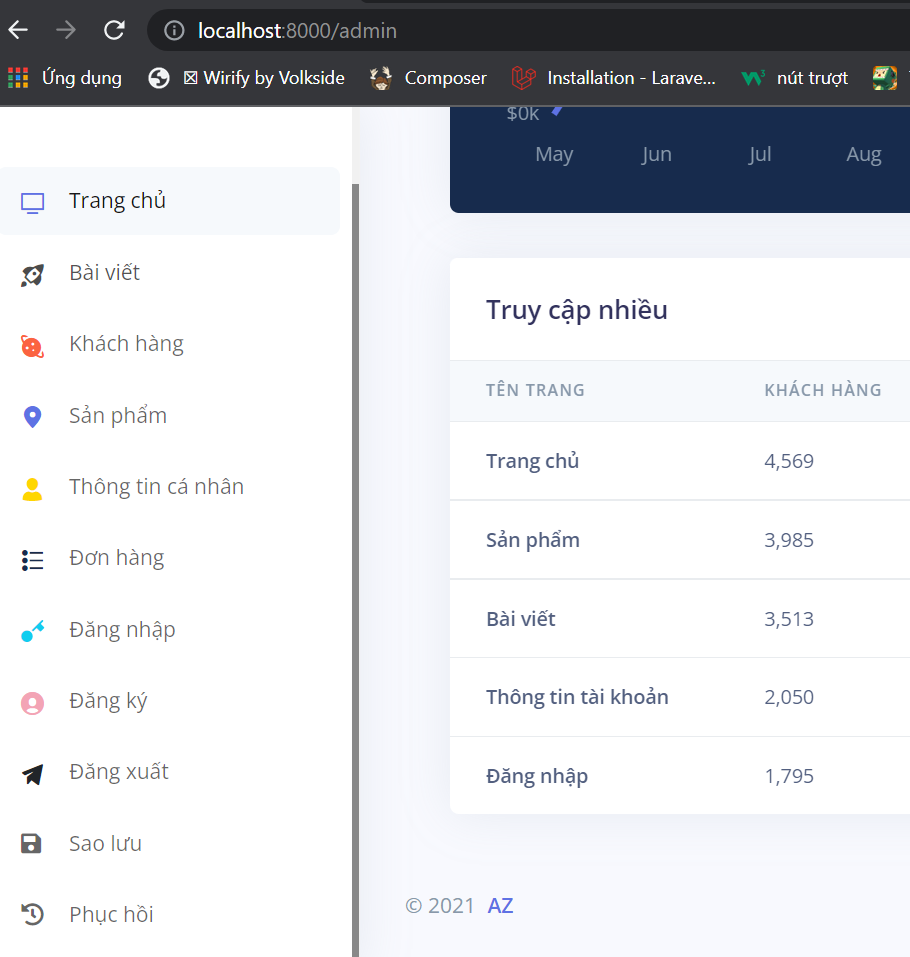 localhost:8000/admin
Ứng dụng
Wirify by Volkside
Composer
Installation - Larave...
nút trượt
Trang chủ
Bài viết
Khách hàng
Sản phẩm
Thông tin cá nhân
Đơn hàng
Đăng nhập
Đăng ký
Đăng xuất
Sao lưu
Phục hồi
$0k
May Jun Jul Aug
Truy cập nhiều
TÊN TRANG KHÁCH HÀNG
Trang chủ 4,569
Sản phẩm 3,985
Bài viết 3,513
Thông tin tài khoản 2,050
Đăng nhập 1,795
© 2021 AZ